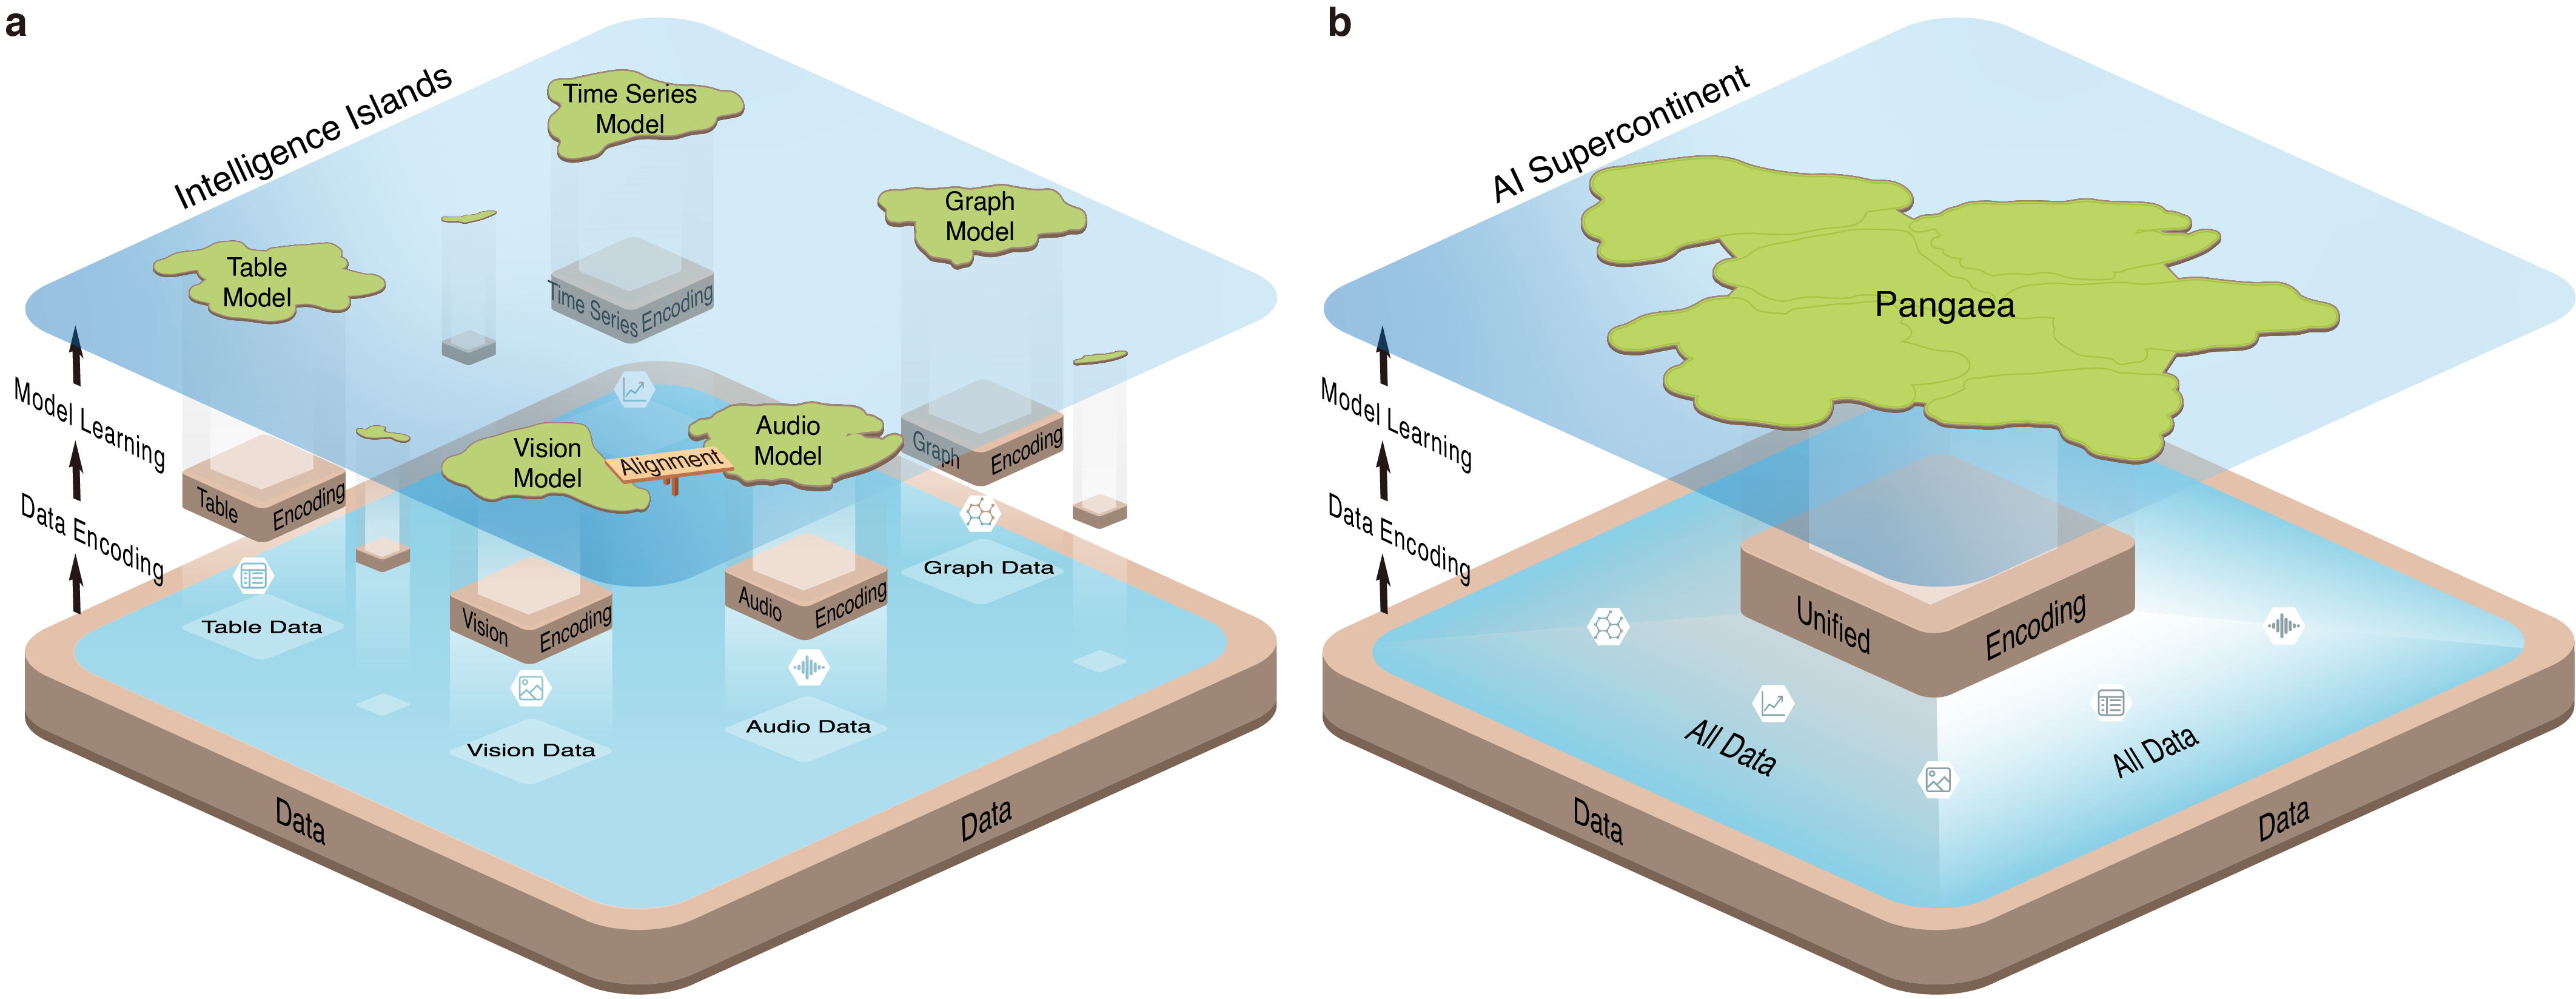 a
Intelligence Islands
Time Series
Model
Graph
Model
Table
Model
Time Series Encoding
Model Learning
Vision
Model
Alignment
Audio
Model
Graph Encoding
Table Encoding
Data Encoding
Vision Encoding
Audio Encoding
Graph Data
Table Data
Audio Data
Vision Data
Data
Data
b
AI Supercontinent
Pangaea
Model Learning
Data Encoding
Unified Encoding
All Data
All Data
Data
Data